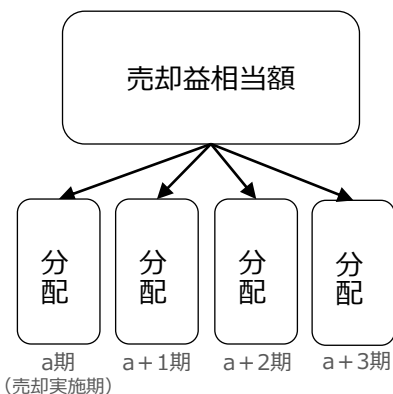 売却益相当額
分配
分配
分配
分配
a期
a+1期
a+2期
a+3期
（売却実施期）